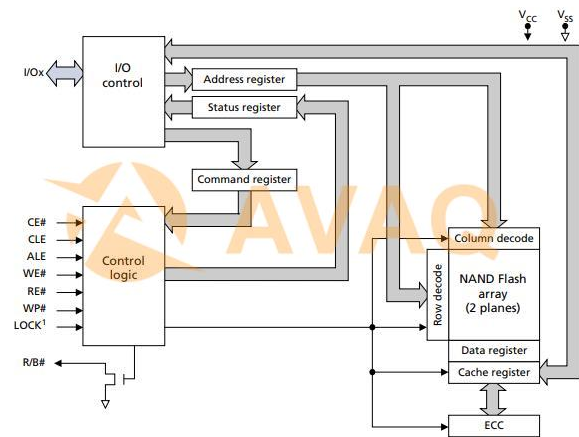 VCC VSS
I/Ox
I/O
control
Address register
Status register
Command register
AVAQ
CE#
CLE
ALE
WE#
RE#
WP#
LOCK1
Control
logic
R/B#
Column decode
Row decode
NAND Flash
array
(2 planes)
Data register
Cache register
ECC